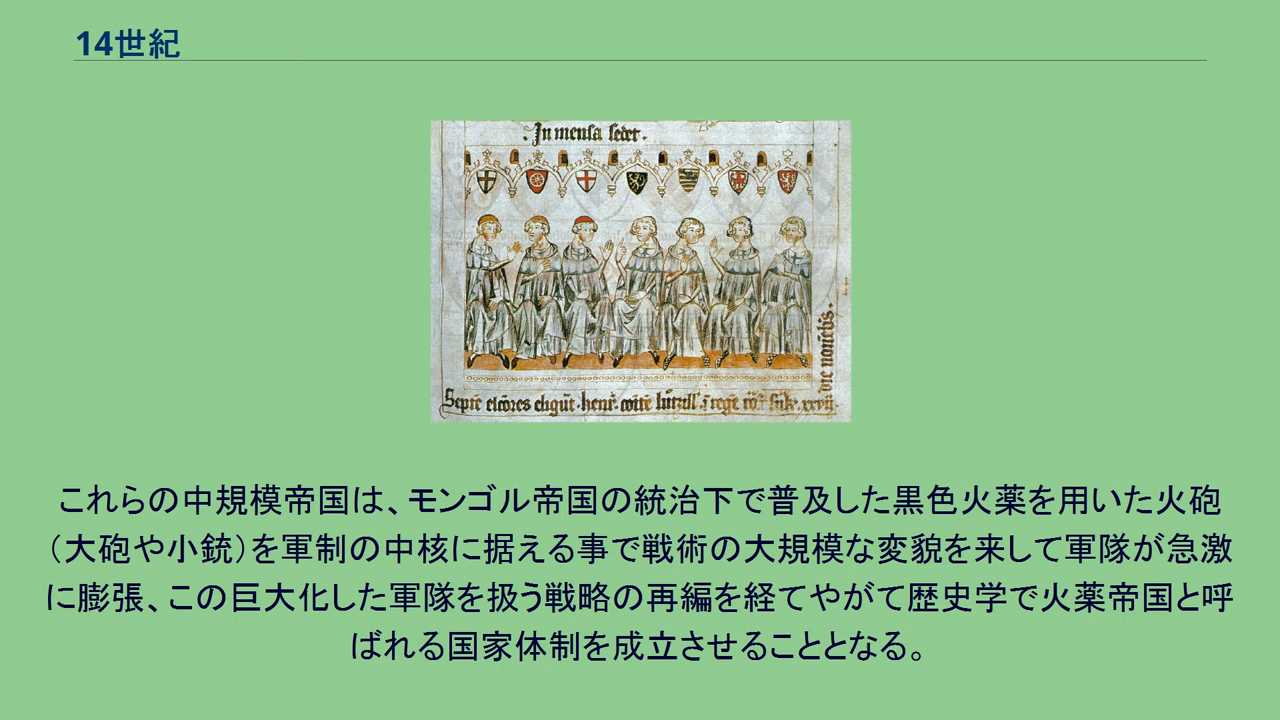 14世紀
In mensa sedet.
これらの中規模帝国は、モンゴル帝国の統治下で普及した黒色火薬を用いた火砲
（大砲や小銃）を軍制の中核に据える事で戦術の大規模な変貌を来して軍隊が急激
に膨張、この巨大化した軍隊を扱う戦略の再編を経てやがて歴史学で火薬帝国と呼
ばれる国家体制を成立させることとなる。